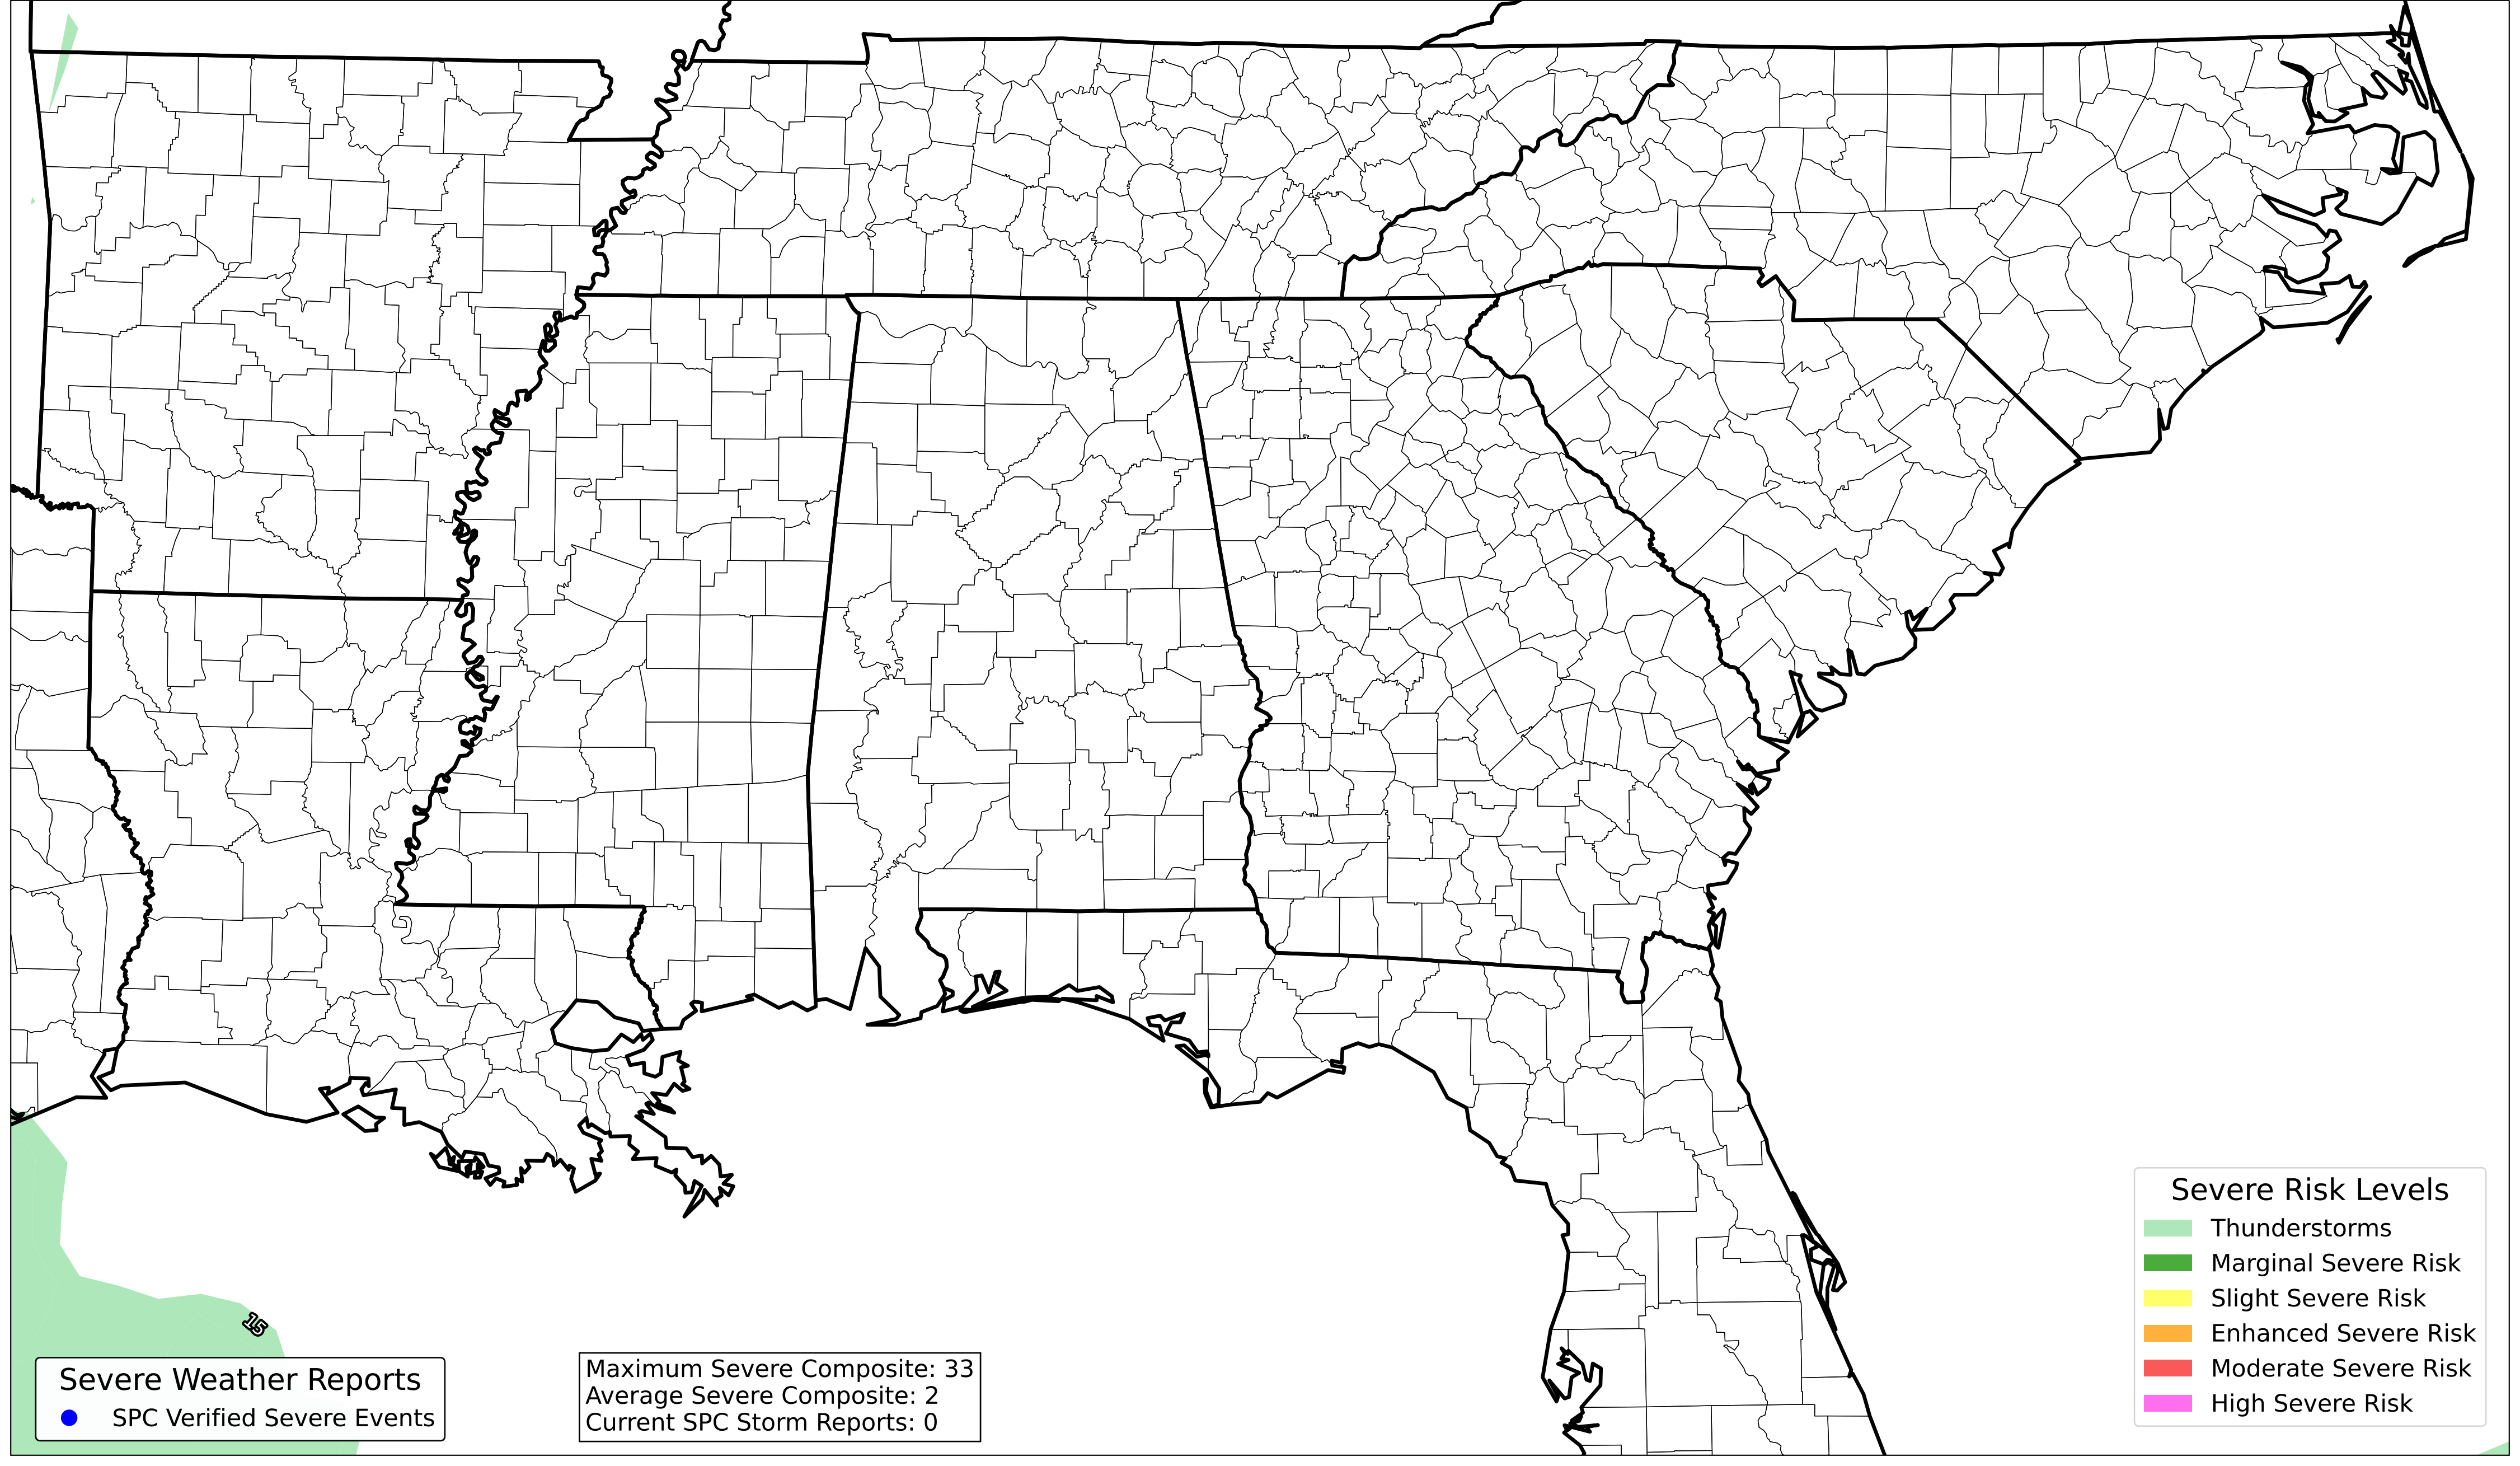 15
Severe Weather Reports
SPC Verified Severe Events
Maximum Severe Composite: 33
Average Severe Composite: 2
Current SPC Storm Reports: 0
Severe Risk Levels
Thunderstorms
Marginal Severe Risk
Slight Severe Risk
Enhanced Severe Risk
Moderate Severe Risk
High Severe Risk